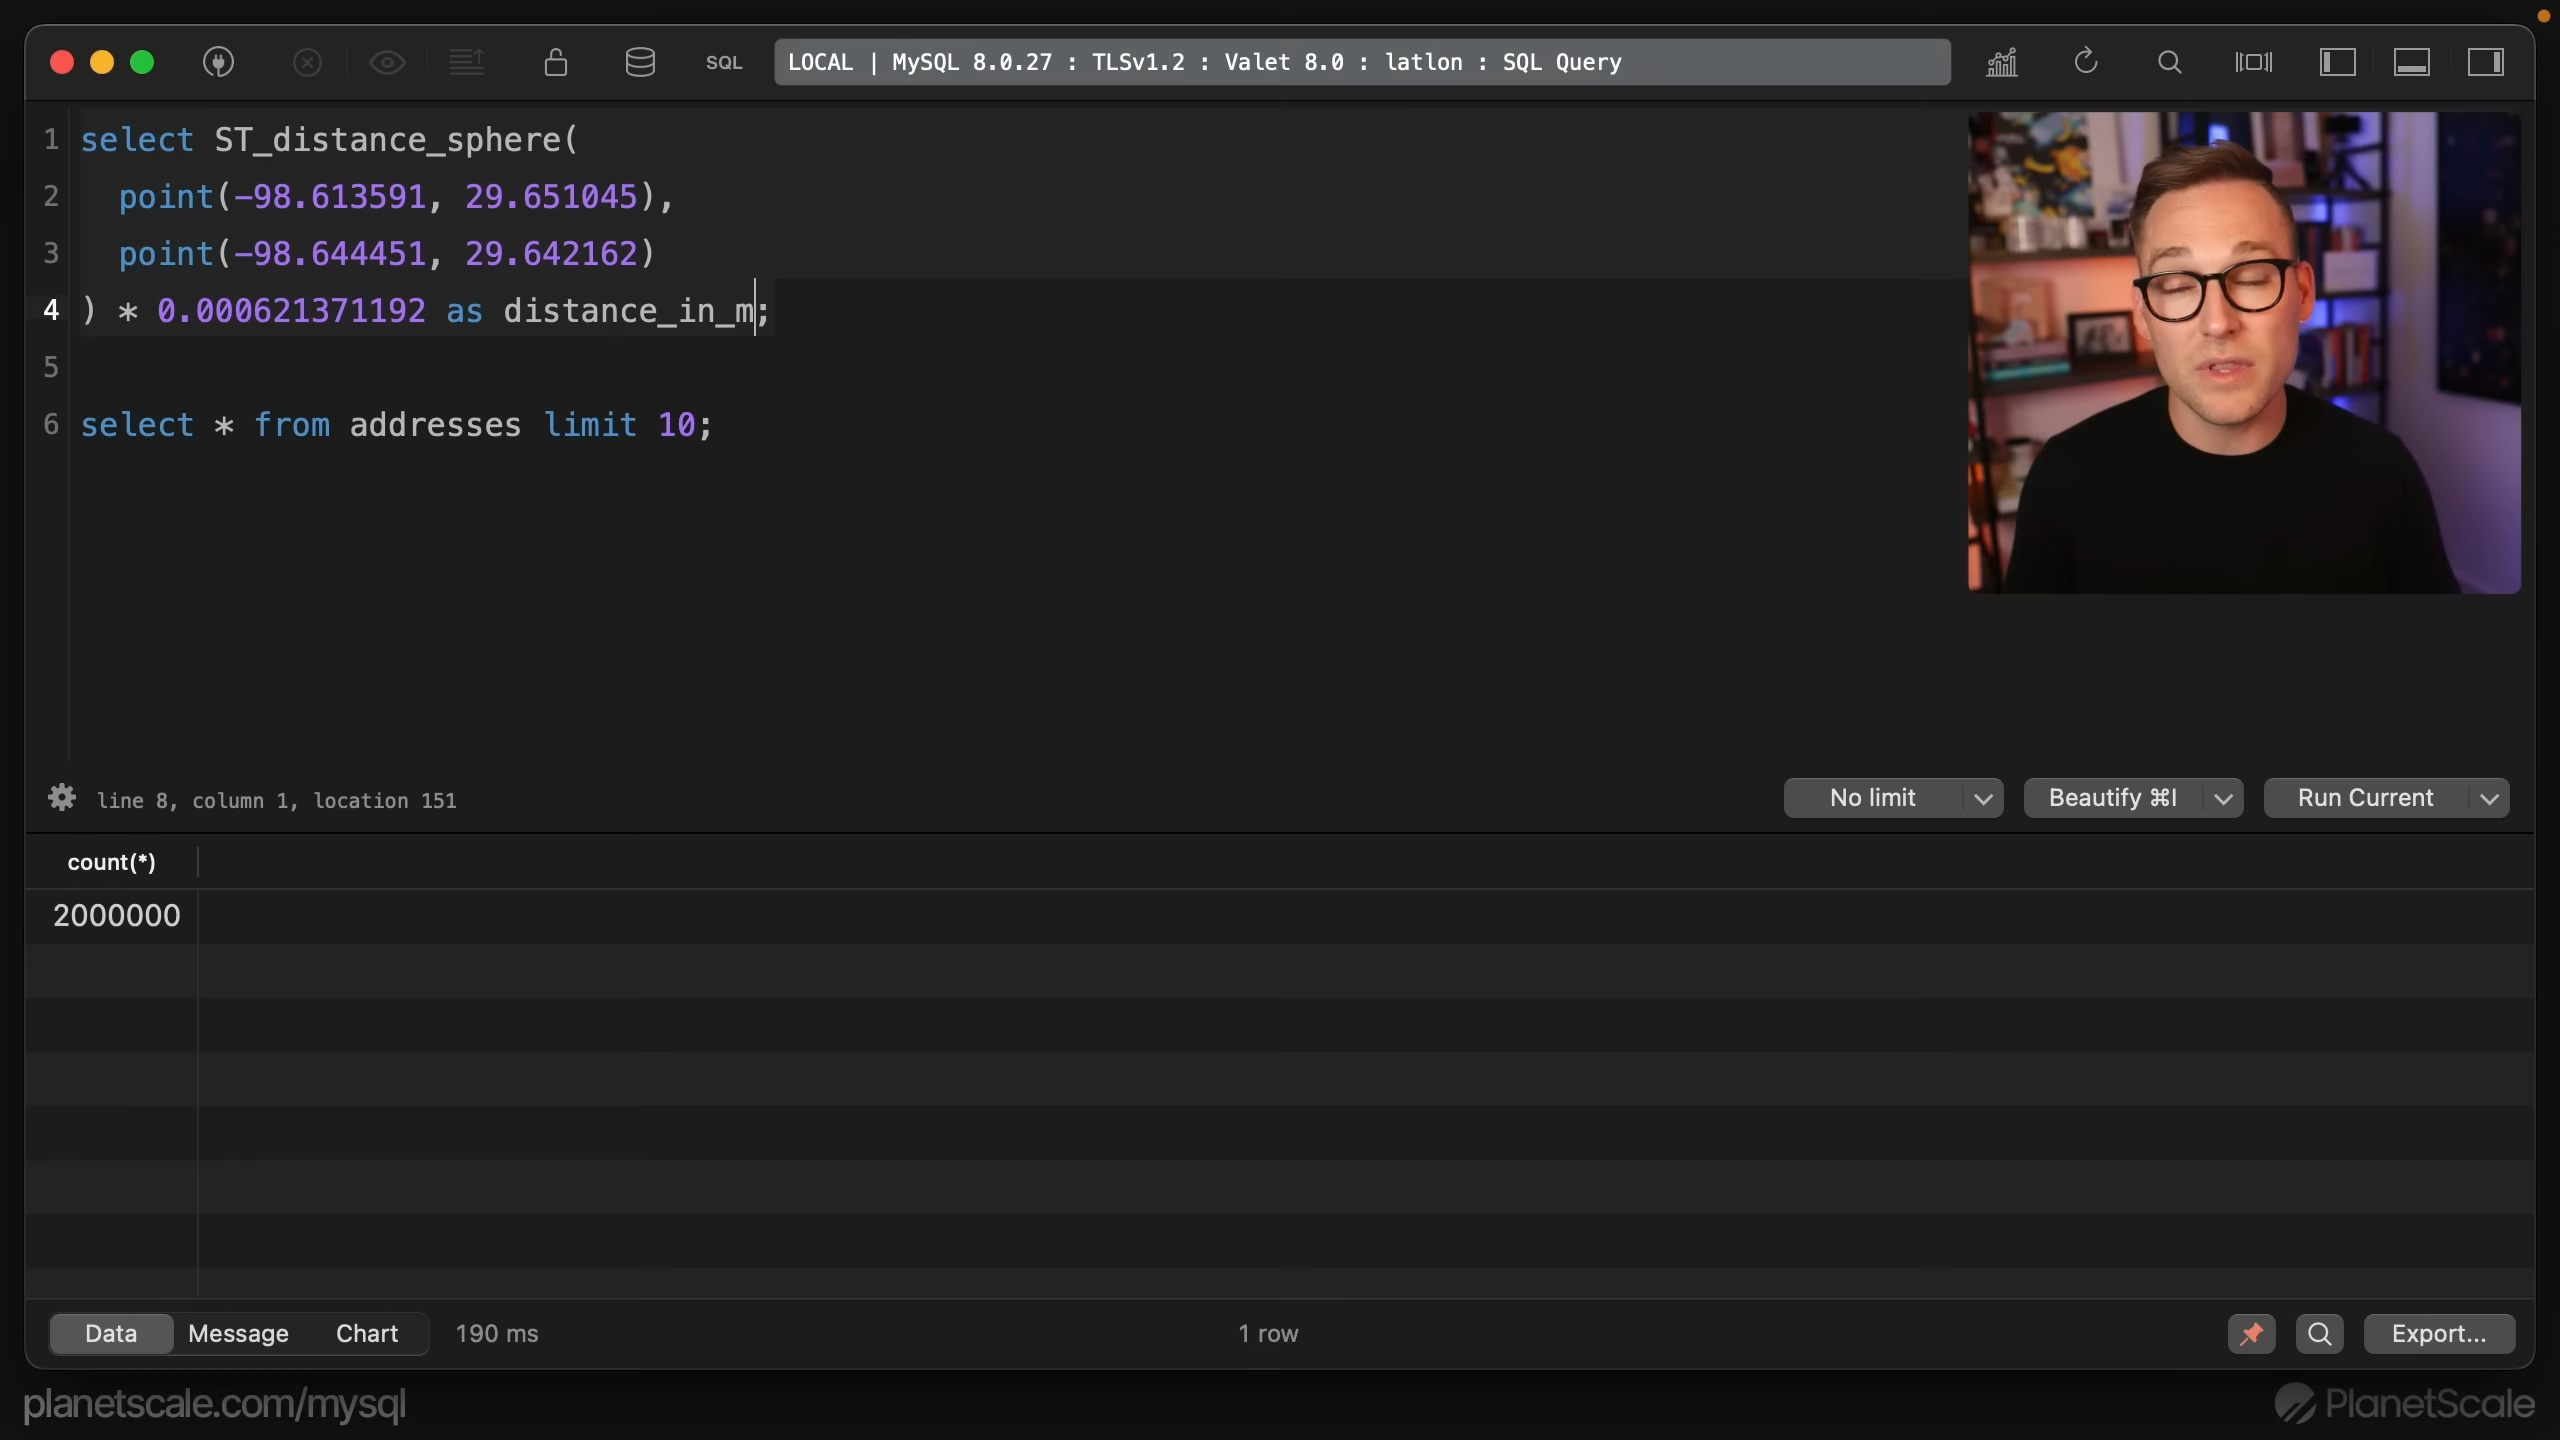 SQL
LOCAL | MySQL 8.0.27 : TLSv1.2 : Valet 8.0 : latlon : SQL Query
1 select ST_distance_sphere(
2 point(-98.613591, 29.651045),
3 point(-98.644451, 29.642162)
4 ) * 0.000621371192 as distance_in_m;
5
6 select * from addresses limit 10;
line 8, column 1, location 151
No limit
Beautify ⌘I
Run Current
count(*)
2000000
Data
Message
Chart
190 ms
1 row
Export...
planetscale.com/mysql
PlanetScale